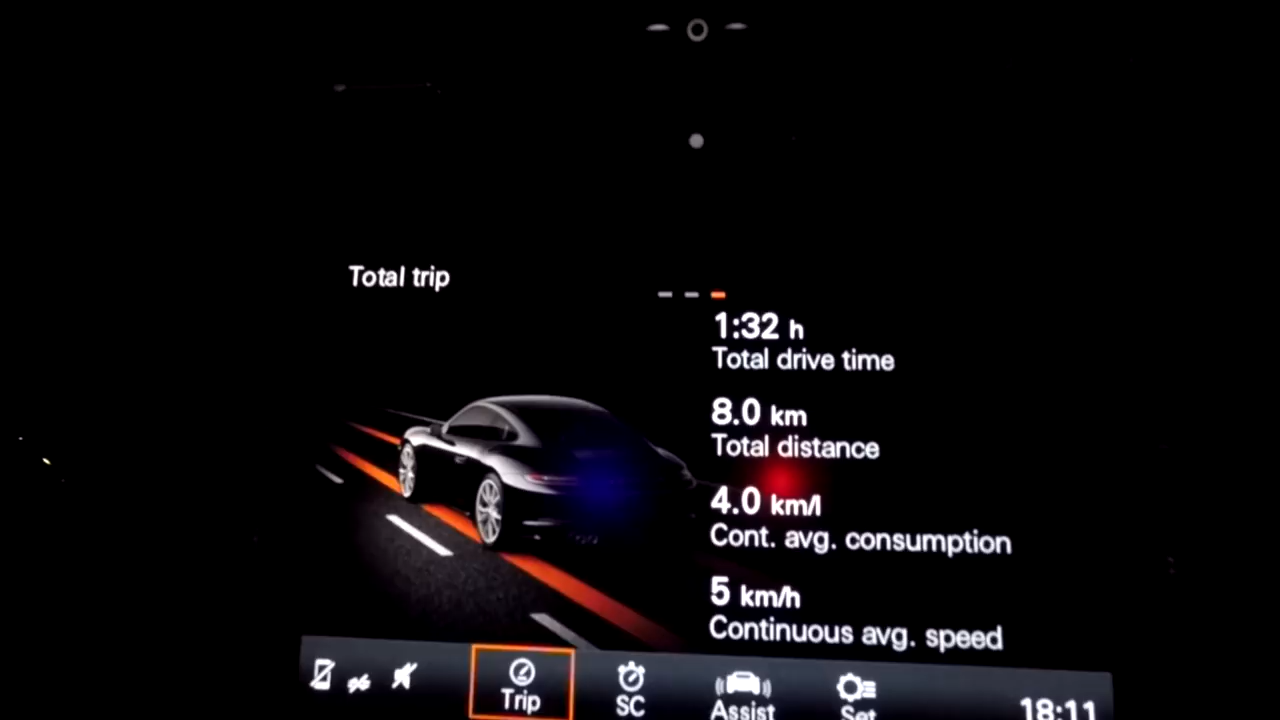 Total trip
1:32 h
Total drive time
8.0 km
Total distance
4.0 km/l
Cont. avg. consumption
5 km/h
Continuous avg. speed
Trip
SC
Assist
Set
18:11